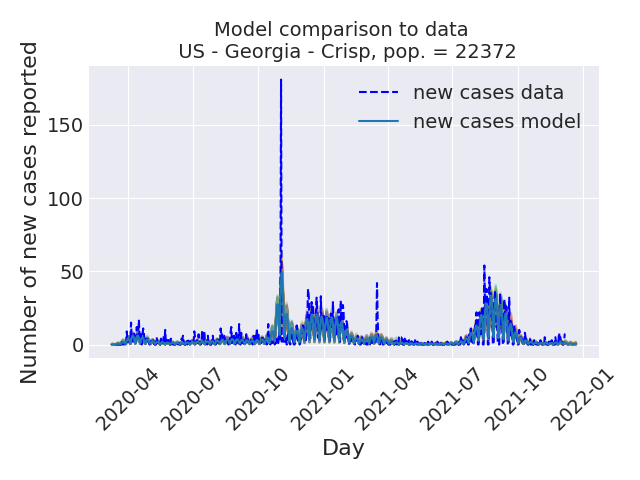 Model comparison to data
US - Georgia - Crisp, pop. = 22372
Number of new cases reported
new cases data
new cases model
150
100
50
0
2020-04
2020-07
2020-10
2021-01
2021-04
2021-07
2021-10
2022-01
Day